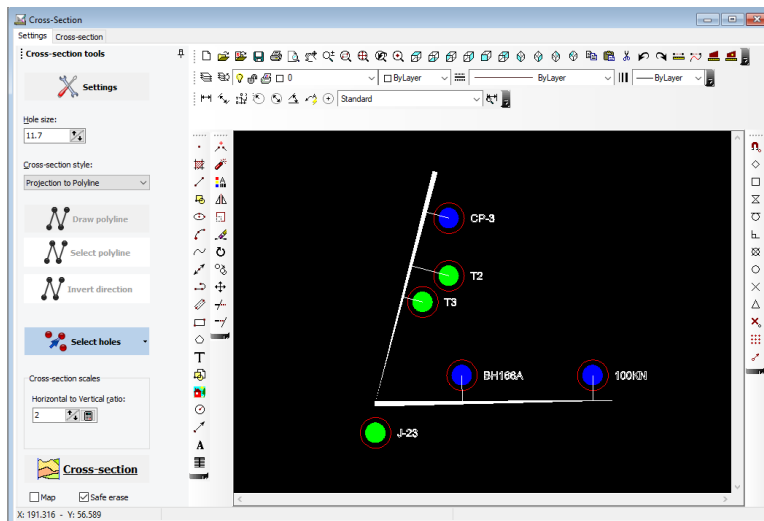 Cross-Section
Settings
Cross-section
Cross-section tools
Settings
Hole size:
11.7
Cross-section style:
Projection to Polyline
Draw polyline
Select polyline
Invert direction
Select holes
Cross-section scales
Horizontal to Vertical ratio:
2
Cross-section
Map
Safe erase
X: 191.316 - Y: 56.589
0
ByLayer
ByLayer
ByLayer
Standard
CP-3
T2
T3
BH166A
100KN
J-23